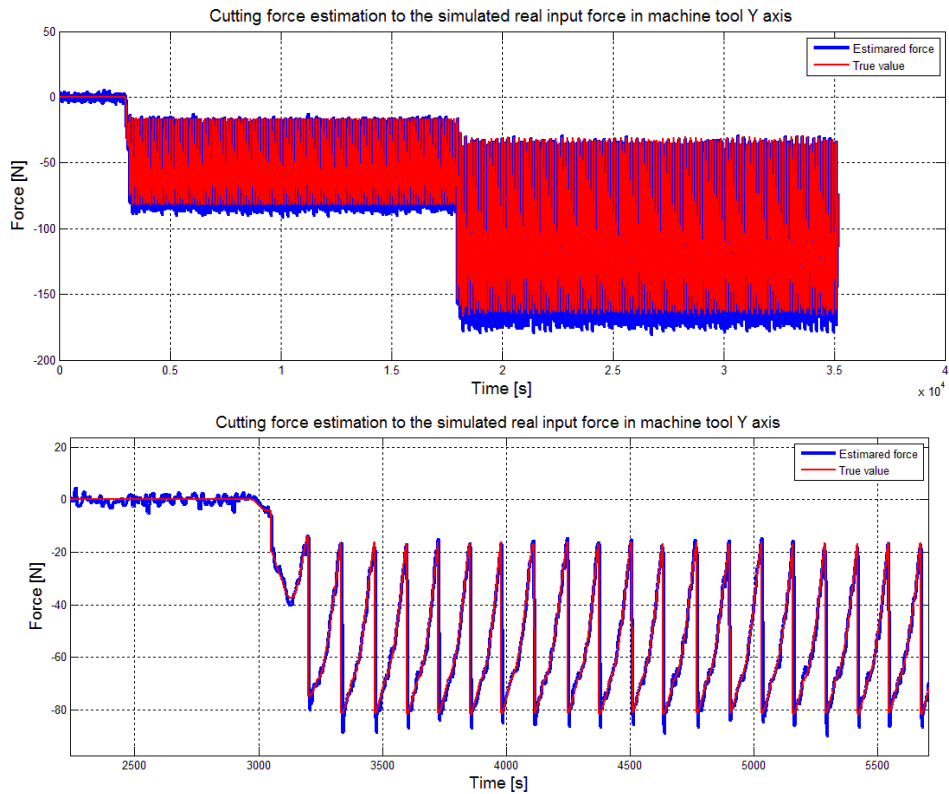 Cutting force estimation to the simulated real input force in machine tool Y axis
50
0
-50
-100
-150
-200
Force [N]
Estimared force
True value
0 0.5 1 1.5 2 2.5 3 3.5 4
Time [s]
x 10^4
Cutting force estimation to the simulated real input force in machine tool Y axis
20
0
-20
-40
-60
-80
Force [N]
Estimared force
True value
2500 3000 3500 4000 4500 5000 5500
Time [s]